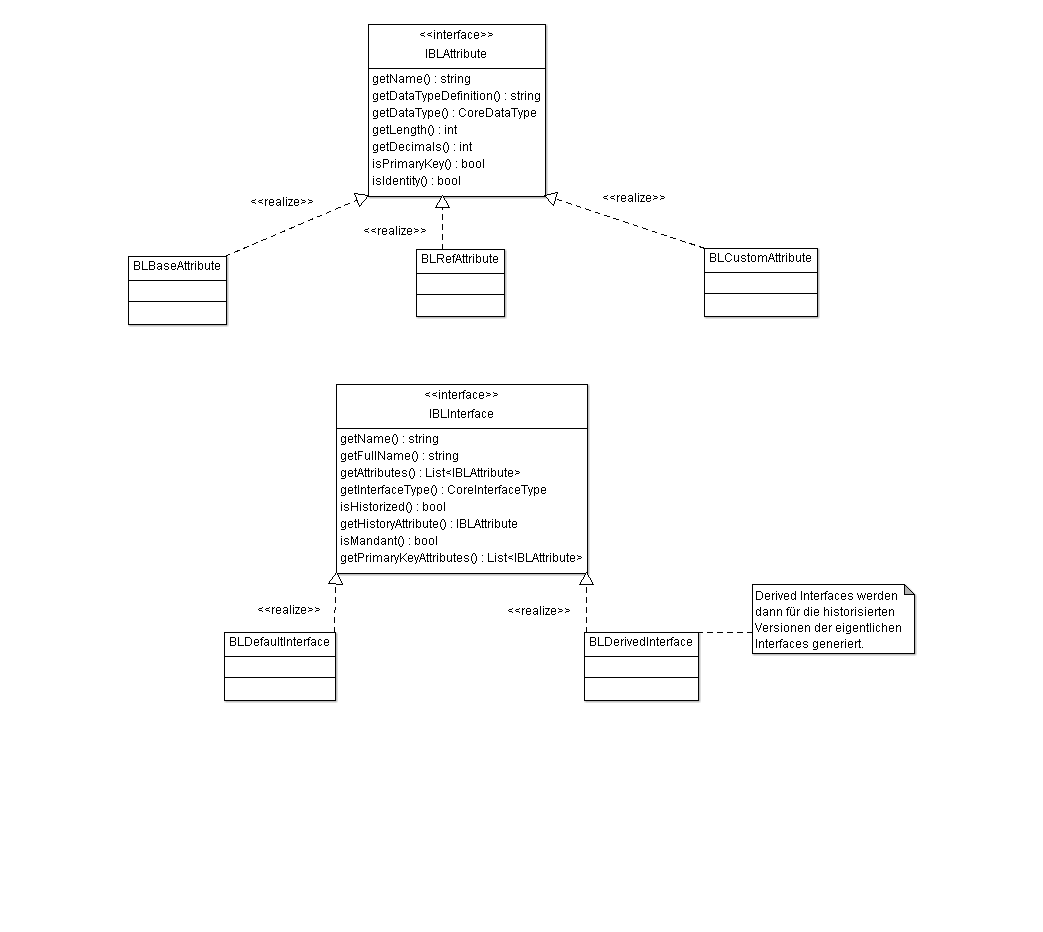 <<interface>>
IBLAttribute
getName() : string
getDataTypeDefinition() : string
getDataType() : CoreDataType
getLength() : int
getDecimals() : int
isPrimaryKey() : bool
isIdentity() : bool
<<realize>>
<<realize>>
<<realize>>
BLBaseAttribute
BLRefAttribute
BLCustomAttribute
<<interface>>
IBLInterface
getName() : string
getFullName() : string
getAttributes() : List<IBLAttribute>
getInterfaceType() : CoreInterfaceType
isHistorized() : bool
getHistoryAttribute() : IBLAttribute
isMandant() : bool
getPrimaryKeyAttributes() : List<IBLAttribute>
<<realize>>
<<realize>>
BLDefaultInterface
BLDerivedInterface
Derived Interfaces werden
dann für die historisierten
Versionen der eigentlichen
Interfaces generiert.